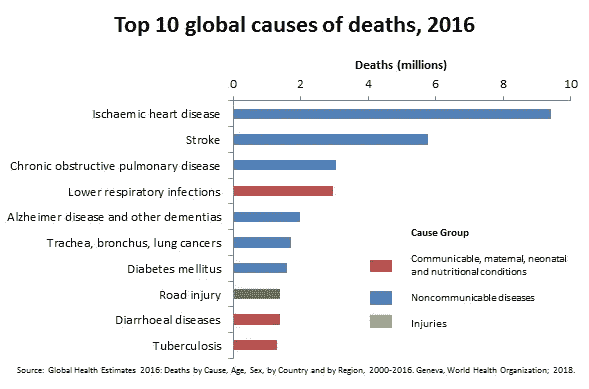 Top 10 global causes of deaths, 2016
Deaths (millions)
0 2 4 6 8 10
Ischaemic heart disease
Stroke
Chronic obstructive pulmonary disease
Lower respiratory infections
Alzheimer disease and other dementias
Trachea, bronchus, lung cancers
Diabetes mellitus
Road injury
Diarrhoeal diseases
Tuberculosis
Cause Group
Communicable, maternal, neonatal
and nutritional conditions
Noncommunicable diseases
Injuries
Source: Global Health Estimates 2016: Deaths by Cause, Age, Sex, by Country and by Region, 2000-2016. Geneva, World Health Organization; 2018.